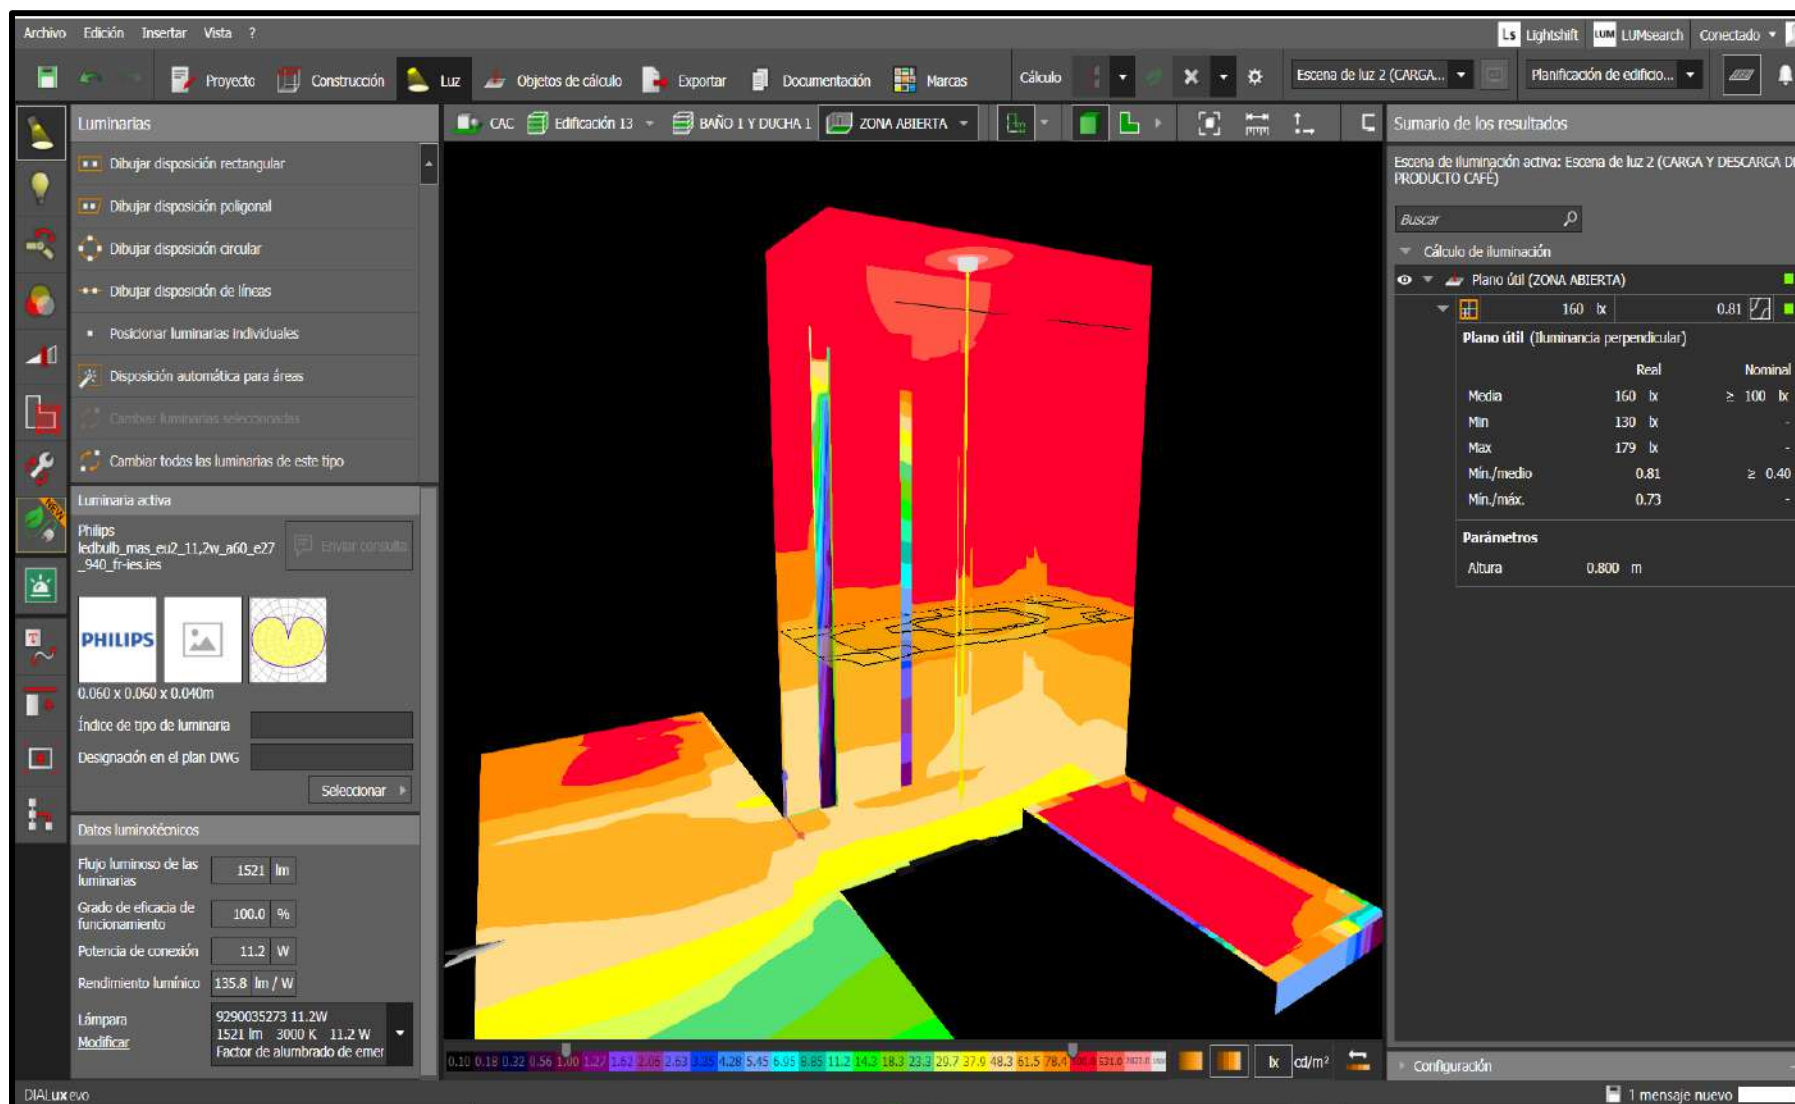 Archivo Edición Insertar Vista ?
Ls Lightshift LUM LUMsearch Conectado
Proyecto Construcción Luz Objetos de cálculo Exportar Documentación Marcas Cálculo Escena de luz 2 (CARGA... Planificación de edificio...
Luminarias
CAC Edificación 13 BAÑO 1 Y DUCHA 1 ZONA ABIERTA
Dibujar disposición rectangular
Dibujar disposición poligonal
Dibujar disposición circular
Dibujar disposición de líneas
Posicionar luminarias individuales
Disposición automática para áreas
Cambiar luminarias seleccionadas
Cambiar todas las luminarias de este tipo
NEW
Luminaria activa
Philips
ledbulb_mas_eu2_11,2w_a60_e27
_940_fr-ies.ies
Enviar consulta
PHILIPS
0.060 x 0.060 x 0.040m
Índice de tipo de luminaria
Designación en el plan DWG
Seleccionar
Datos luminotécnicos
Flujo luminoso de las
luminarias
1521 lm
Grado de eficacia de
funcionamiento
100.0 %
Potencia de conexión 11.2 W
Rendimiento lumínico 135.8 lm / W
Lámpara
Modificar
9290035273 11.2W
1521 lm 3000 K 11.2 W
Factor de alumbrado de emer
0.10 0.18 0.32 0.56 1.00 1.27 1.62 2.06 2.63 3.35 4.28 5.45 6.95 8.85 11.2 14.3 18.3 23.3 29.7 37.9 48.3 61.5 78.4 lx cd/m²
Sumario de los resultados
Escena de iluminación activa: Escena de luz 2 (CARGA Y DESCARGA DE
PRODUCTO CAFÉ)
Buscar
Cálculo de iluminación
Plano útil (ZONA ABIERTA)
160 lx 0.81
Plano útil (Iluminancia perpendicular)
Real Nominal
Media 160 lx ≥ 100 lx
Min 130 lx -
Max 179 lx -
Mín./medio 0.81 ≥ 0.40
Mín./máx. 0.73 -
Parámetros
Altura 0.800 m
Configuración
DIALux evo
1 mensaje nuevo